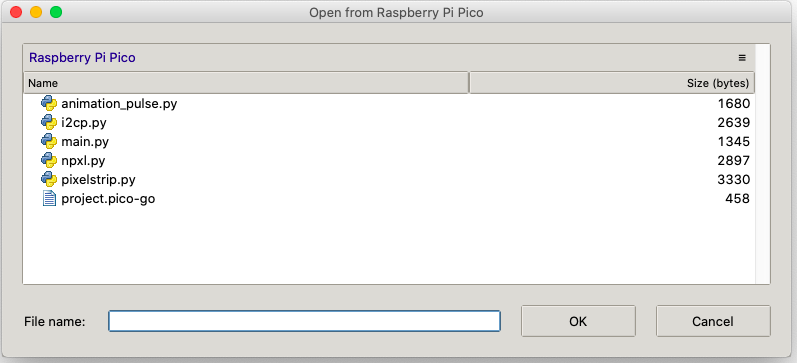 Open from Raspberry Pi Pico
Raspberry Pi Pico ≡
Name Size (bytes)
animation_pulse.py 1680
i2cp.py 2639
main.py 1345
npxl.py 2897
pixelstrip.py 3330
project.pico-go 458
File name: OK Cancel